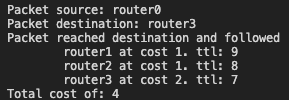 Packet source: router0
Packet destination: router3
Packet reached destination and followed
router1 at cost 1. ttl: 9
router2 at cost 1. ttl: 8
router3 at cost 2. ttl: 7
Total cost of: 4